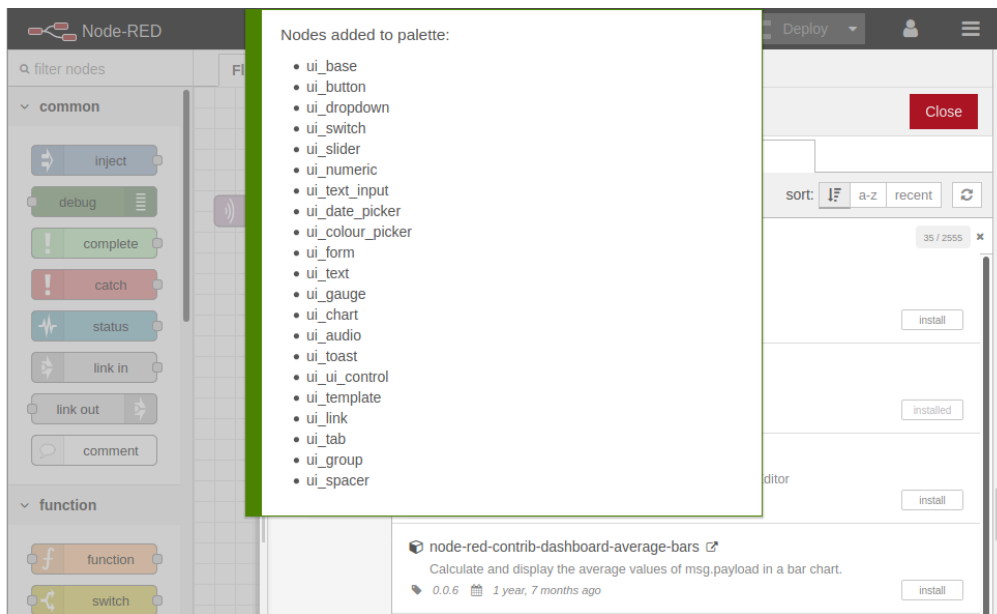 Node-RED
Deploy
filter nodes
Fl
common
inject
debug
complete
catch
status
link in
link out
comment
function
function
switch
Nodes added to palette:
ui_base
ui_button
ui_dropdown
ui_switch
ui_slider
ui_numeric
ui_text_input
ui_date_picker
ui_colour_picker
ui_form
ui_text
ui_gauge
ui_chart
ui_audio
ui_toast
ui_ui_control
ui_template
ui_link
ui_tab
ui_group
ui_spacer
Close
sort: a-z recent
35 / 2555
install
installed
ditor
install
node-red-contrib-dashboard-average-bars
Calculate and display the average values of msg.payload in a bar chart.
0.0.6 1 year, 7 months ago
install